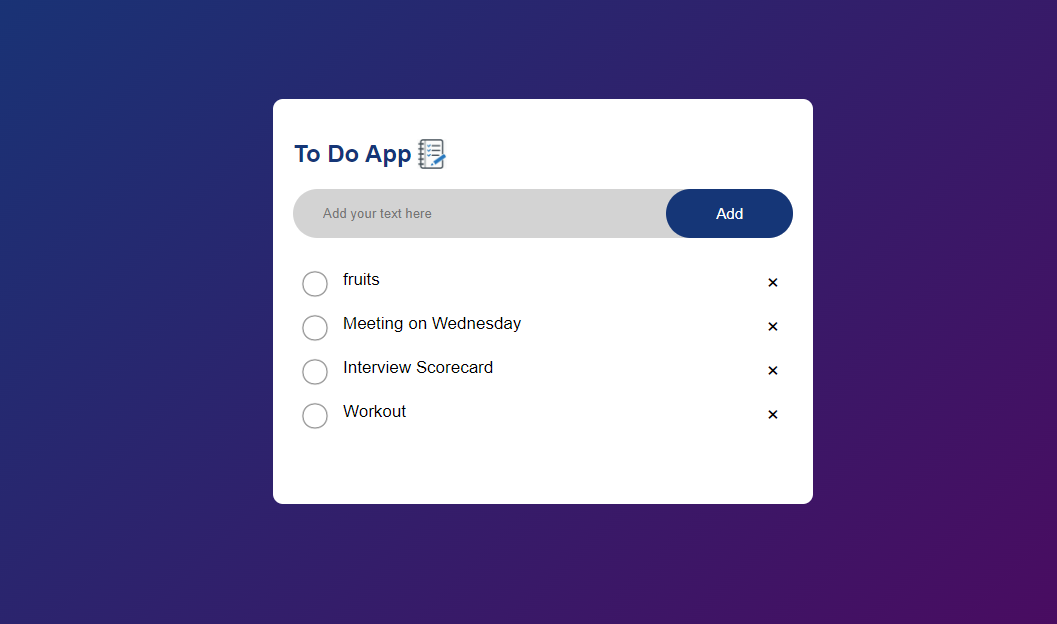 To Do App
Add your text here
Add
fruits
×
Meeting on Wednesday
×
Interview Scorecard
×
Workout
×